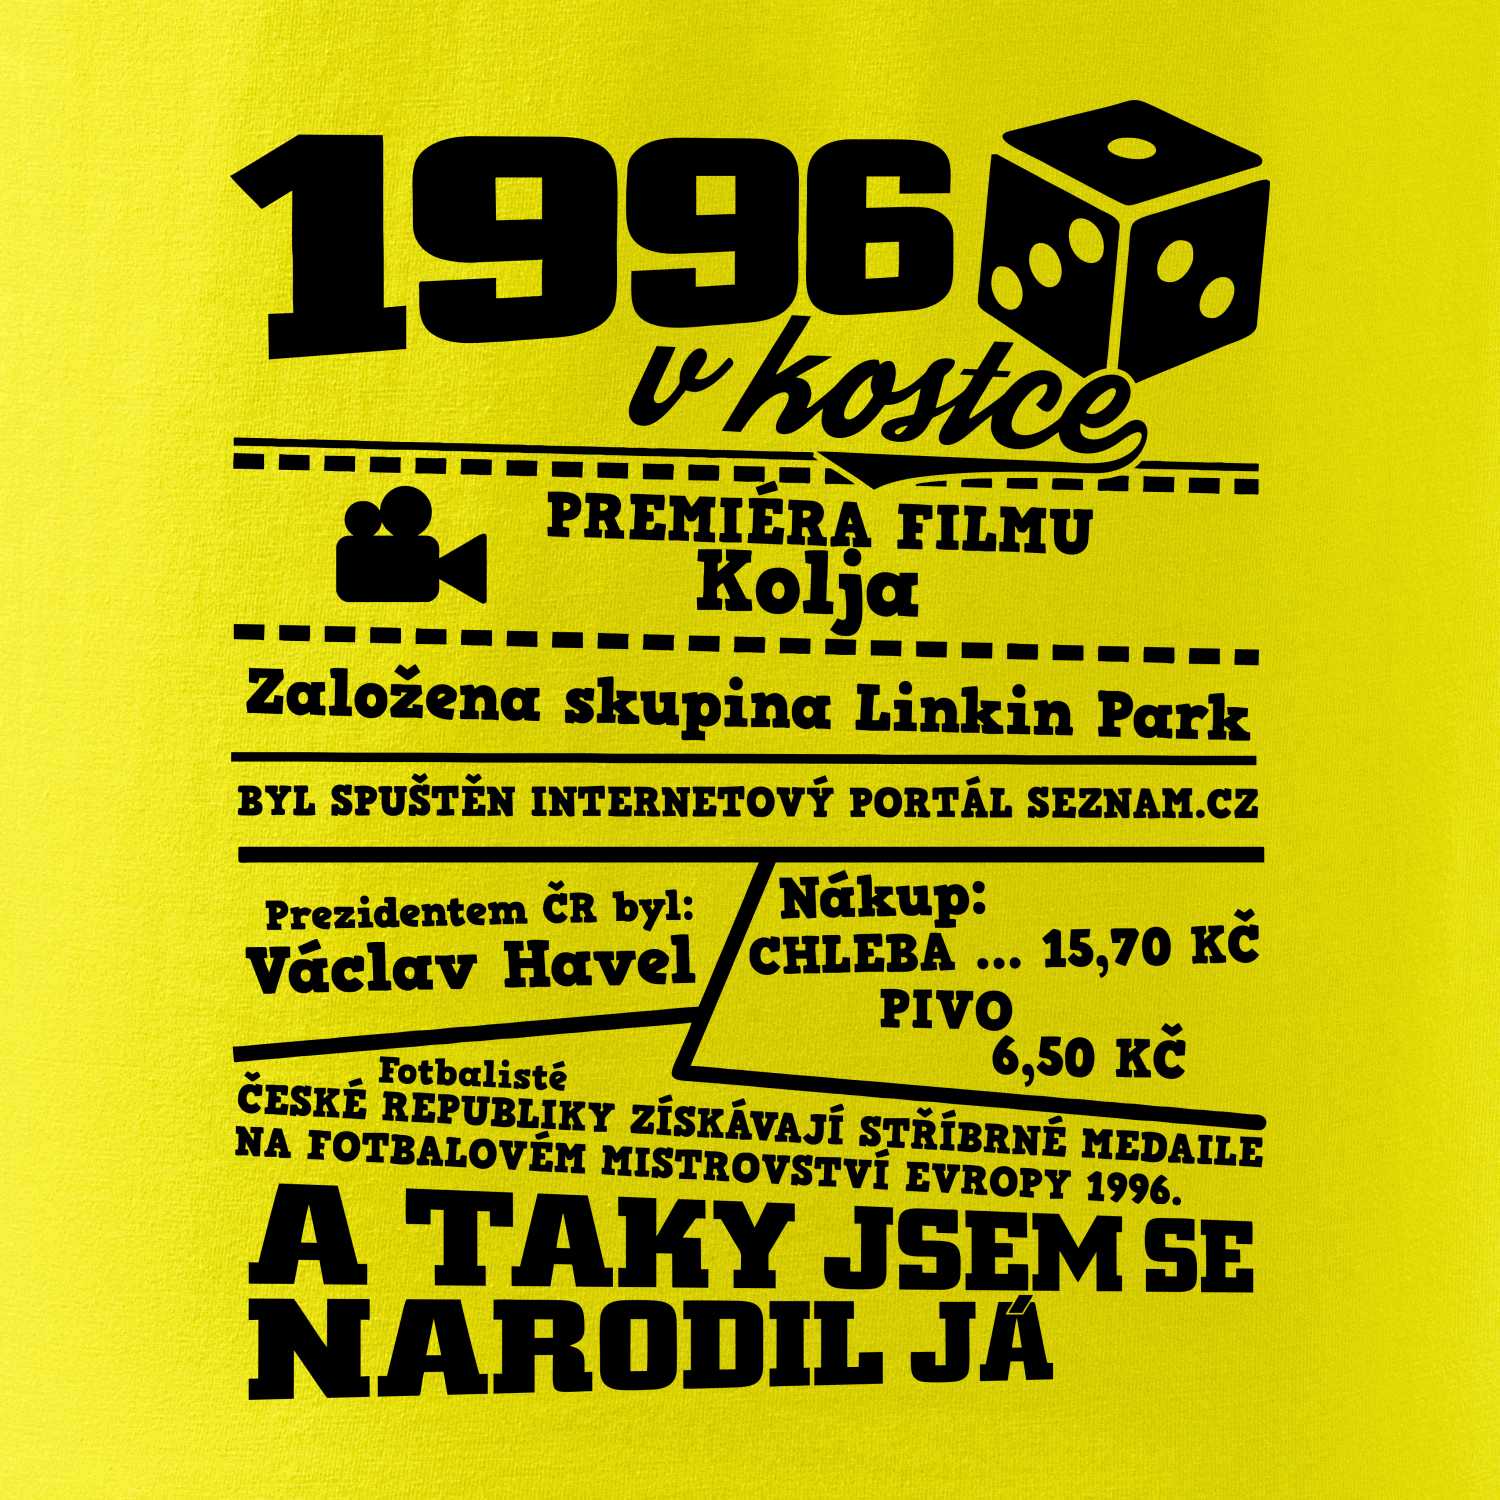 1996
v kostce
PREMIÉRA FILMU
Kolja
Založena skupina Linkin Park
BYL SPUŠTĚN INTERNETOVÝ PORTÁL SEZNAM.CZ
Prezidentem ČR byl:
Václav Havel
Nákup:
CHLEBA ... 15,70 KČ
PIVO
6,50 KČ
Fotbalisté
ČESKÉ REPUBLIKY ZÍSKÁVAJÍ STŘÍBRNÉ MEDAILE
NA FOTBALOVÉM MISTROVSTVÍ EVROPY 1996.
A TAKY JSEM SE
NARODIL JÁ